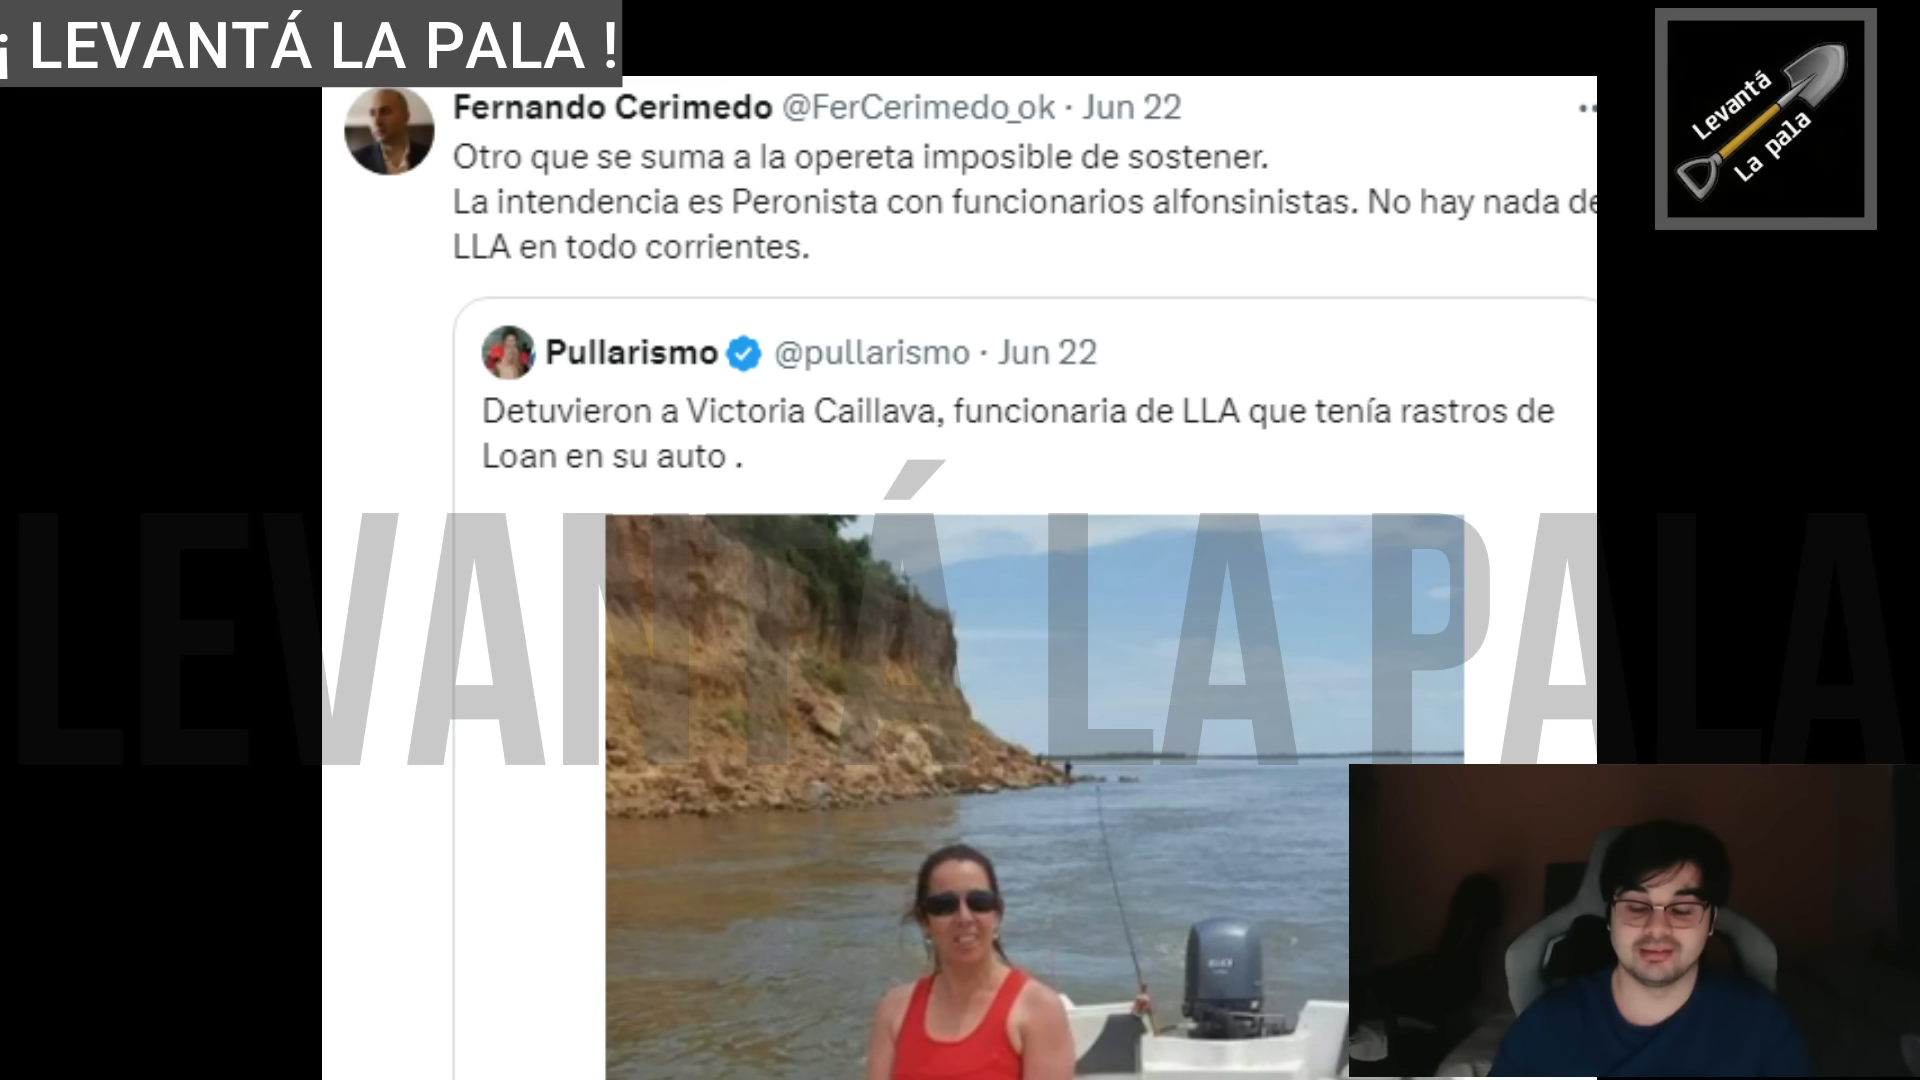 ¡ LEVANTÁ LA PALA !
Levantá
La pala
Fernando Cerimedo @FerCerimedo_ok · Jun 22
Otro que se suma a la opereta imposible de sostener.
La intendencia es Peronista con funcionarios alfonsinistas. No hay nada de
LLA en todo corrientes.
Pullarismo @pullarismo · Jun 22
Detuvieron a Victoria Caillava, funcionaria de LLA que tenía rastros de
Loan en su auto .
LEVANTÁ LA PALA